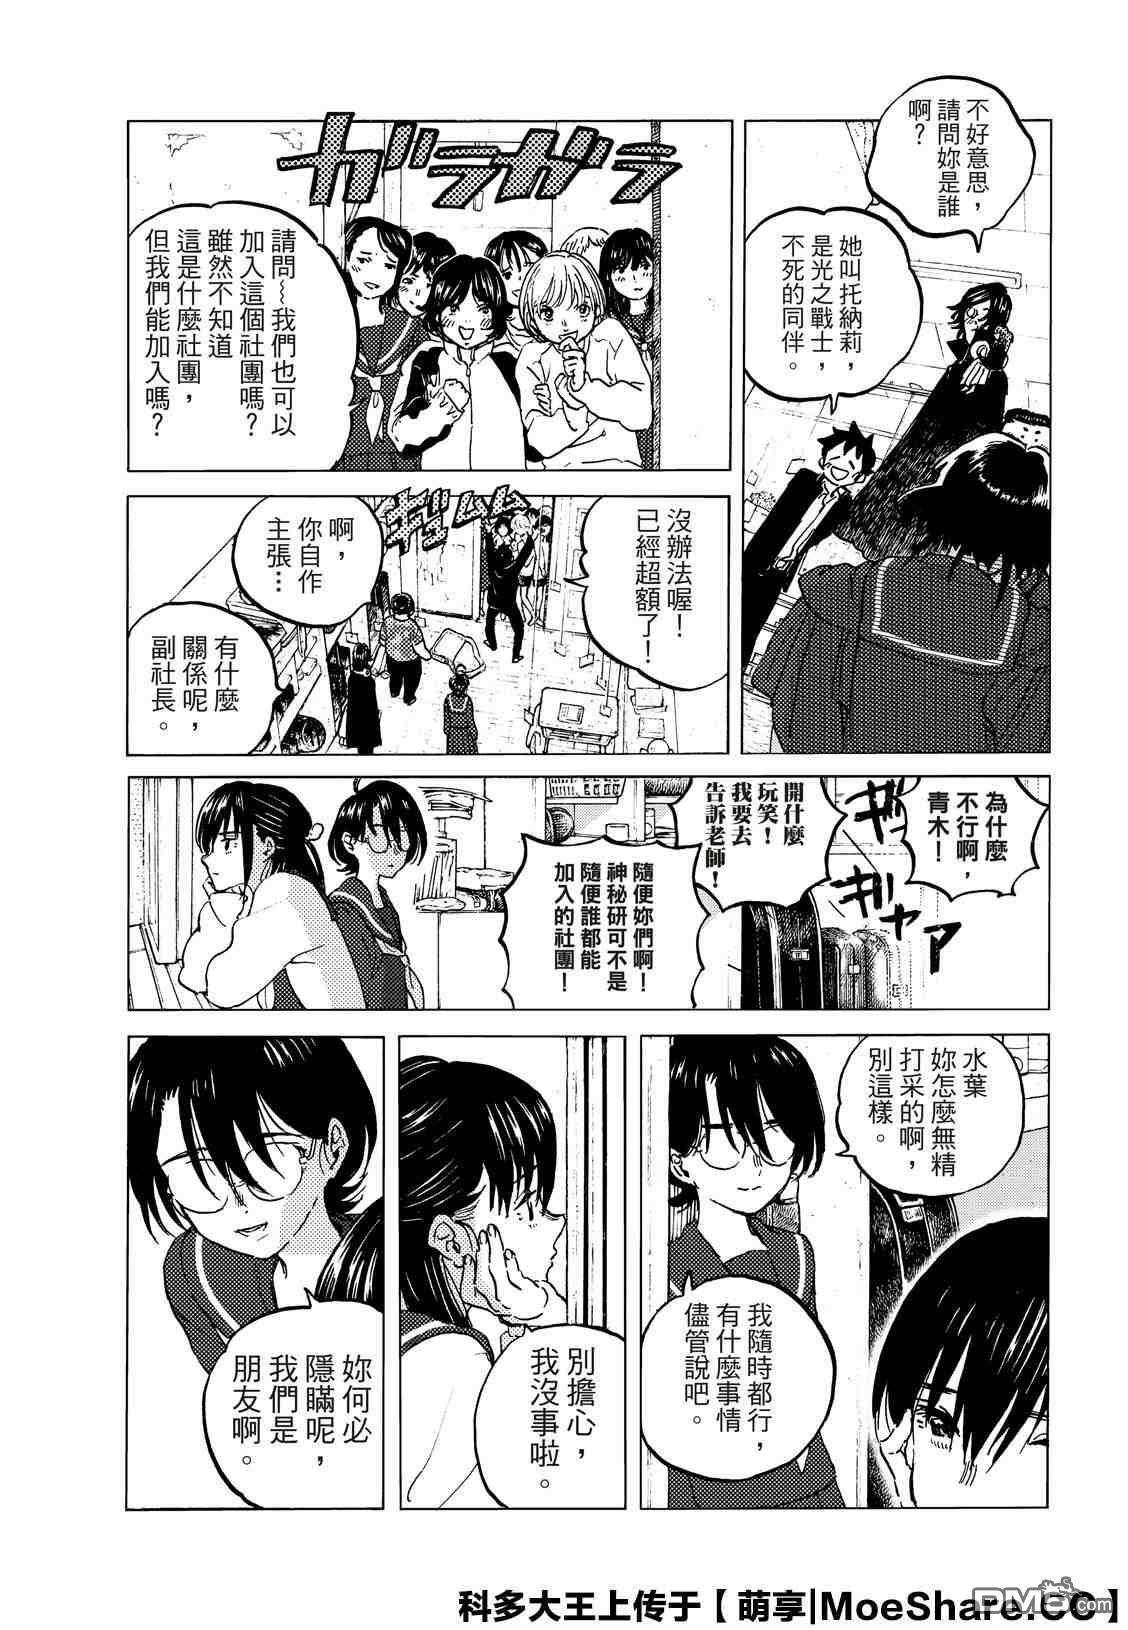 不好意思，
請問妳是誰
啊？
她叫托納莉，
是光之戰士，
不死的同伴。
ガラガラ
請問~我們也可以
加入這個社團嗎？
雖然不知道
這是什麼社團，
但我們能加入嗎？
沒辦法喔！
已經超額了！
ギュムム
啊，
你自作
主張…
有什麼
關係呢，
副社長。
為什麼
不行啊，
青木！
ギャ
ギャア
開什麼
玩笑！
我要去
告訴老師！
隨便妳們啊！
神秘研可不是
隨便誰都能
加入的社團！
水葉
妳怎麼無精
打采的啊，
別這樣。
我隨時都行，
有什麼事情
儘管說吧。
別擔心，
我沒事啦。
妳何必
隱瞞呢，
我們是
朋友啊。
科多大王上传于【萌享|MoeShare.CC】